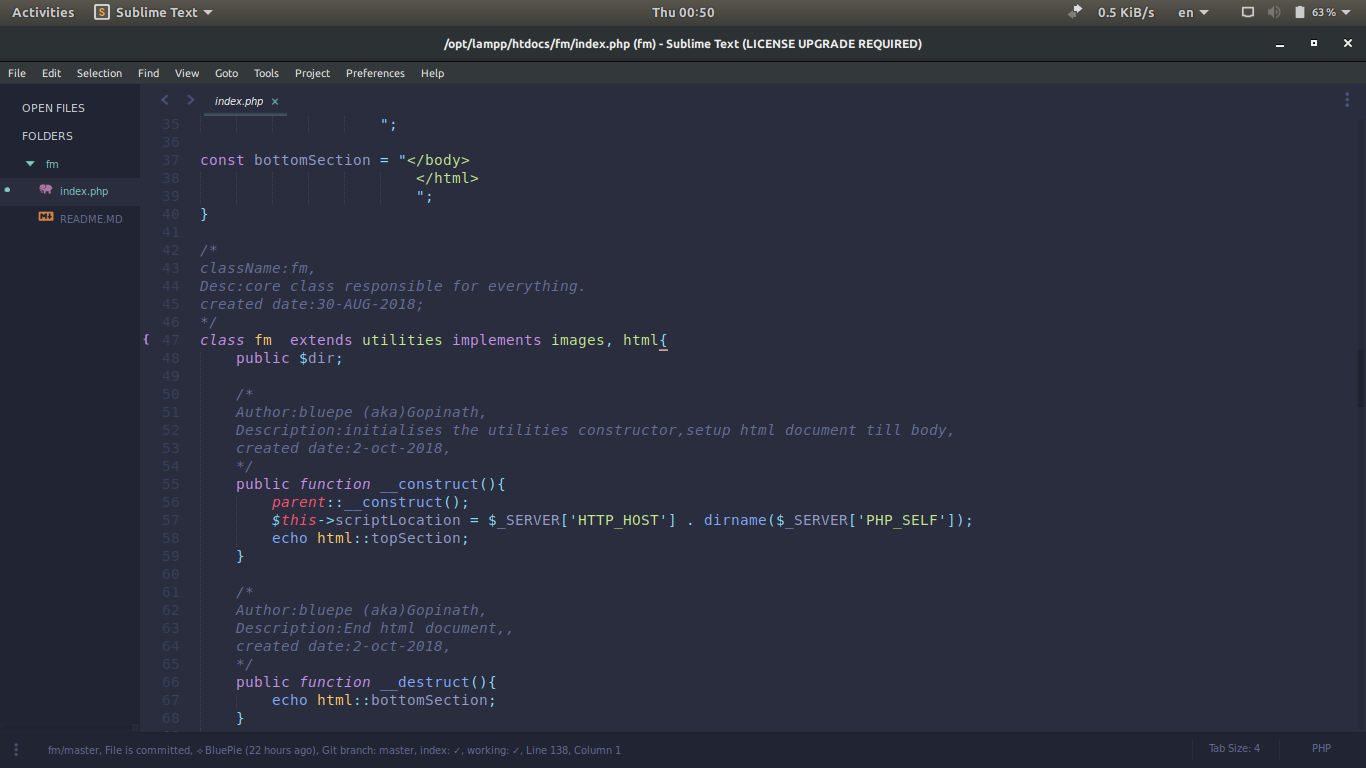 Activities S Sublime Text Thu 00:50 0.5 KiB/s en 63 %
/opt/lampp/htdocs/fm/index.php (fm) - Sublime Text (LICENSE UPGRADE REQUIRED)
File Edit Selection Find View Goto Tools Project Preferences Help
OPEN FILES
FOLDERS
fm
index.php
README.MD
index.php ×
35 ";
36
37 const bottomSection = "</body>
38 </html>
39 ";
40 }
41
42 /*
43 className:fm,
44 Desc:core class responsible for everything.
45 created date:30-AUG-2018;
46 */
{ 47 class fm  extends utilities implements images, html{
48     public $dir;
49
50     /*
51     Author:bluepe (aka)Gopinath,
52     Description:initialises the utilities constructor,setup html document till body,
53     created date:2-oct-2018,
54     */
55     public function __construct(){
56         parent::__construct();
57         $this->scriptLocation = $_SERVER['HTTP_HOST'] . dirname($_SERVER['PHP_SELF']);
58         echo html::topSection;
59     }
60
61     /*
62     Author:bluepe (aka)Gopinath,
63     Description:End html document,,
64     created date:2-oct-2018,
65     */
66     public function __destruct(){
67         echo html::bottomSection;
68     }
fm/master, File is committed, ✧BluePie (22 hours ago), Git branch: master, index: ✓, working: ✓, Line 138, Column 1 Tab Size: 4 PHP